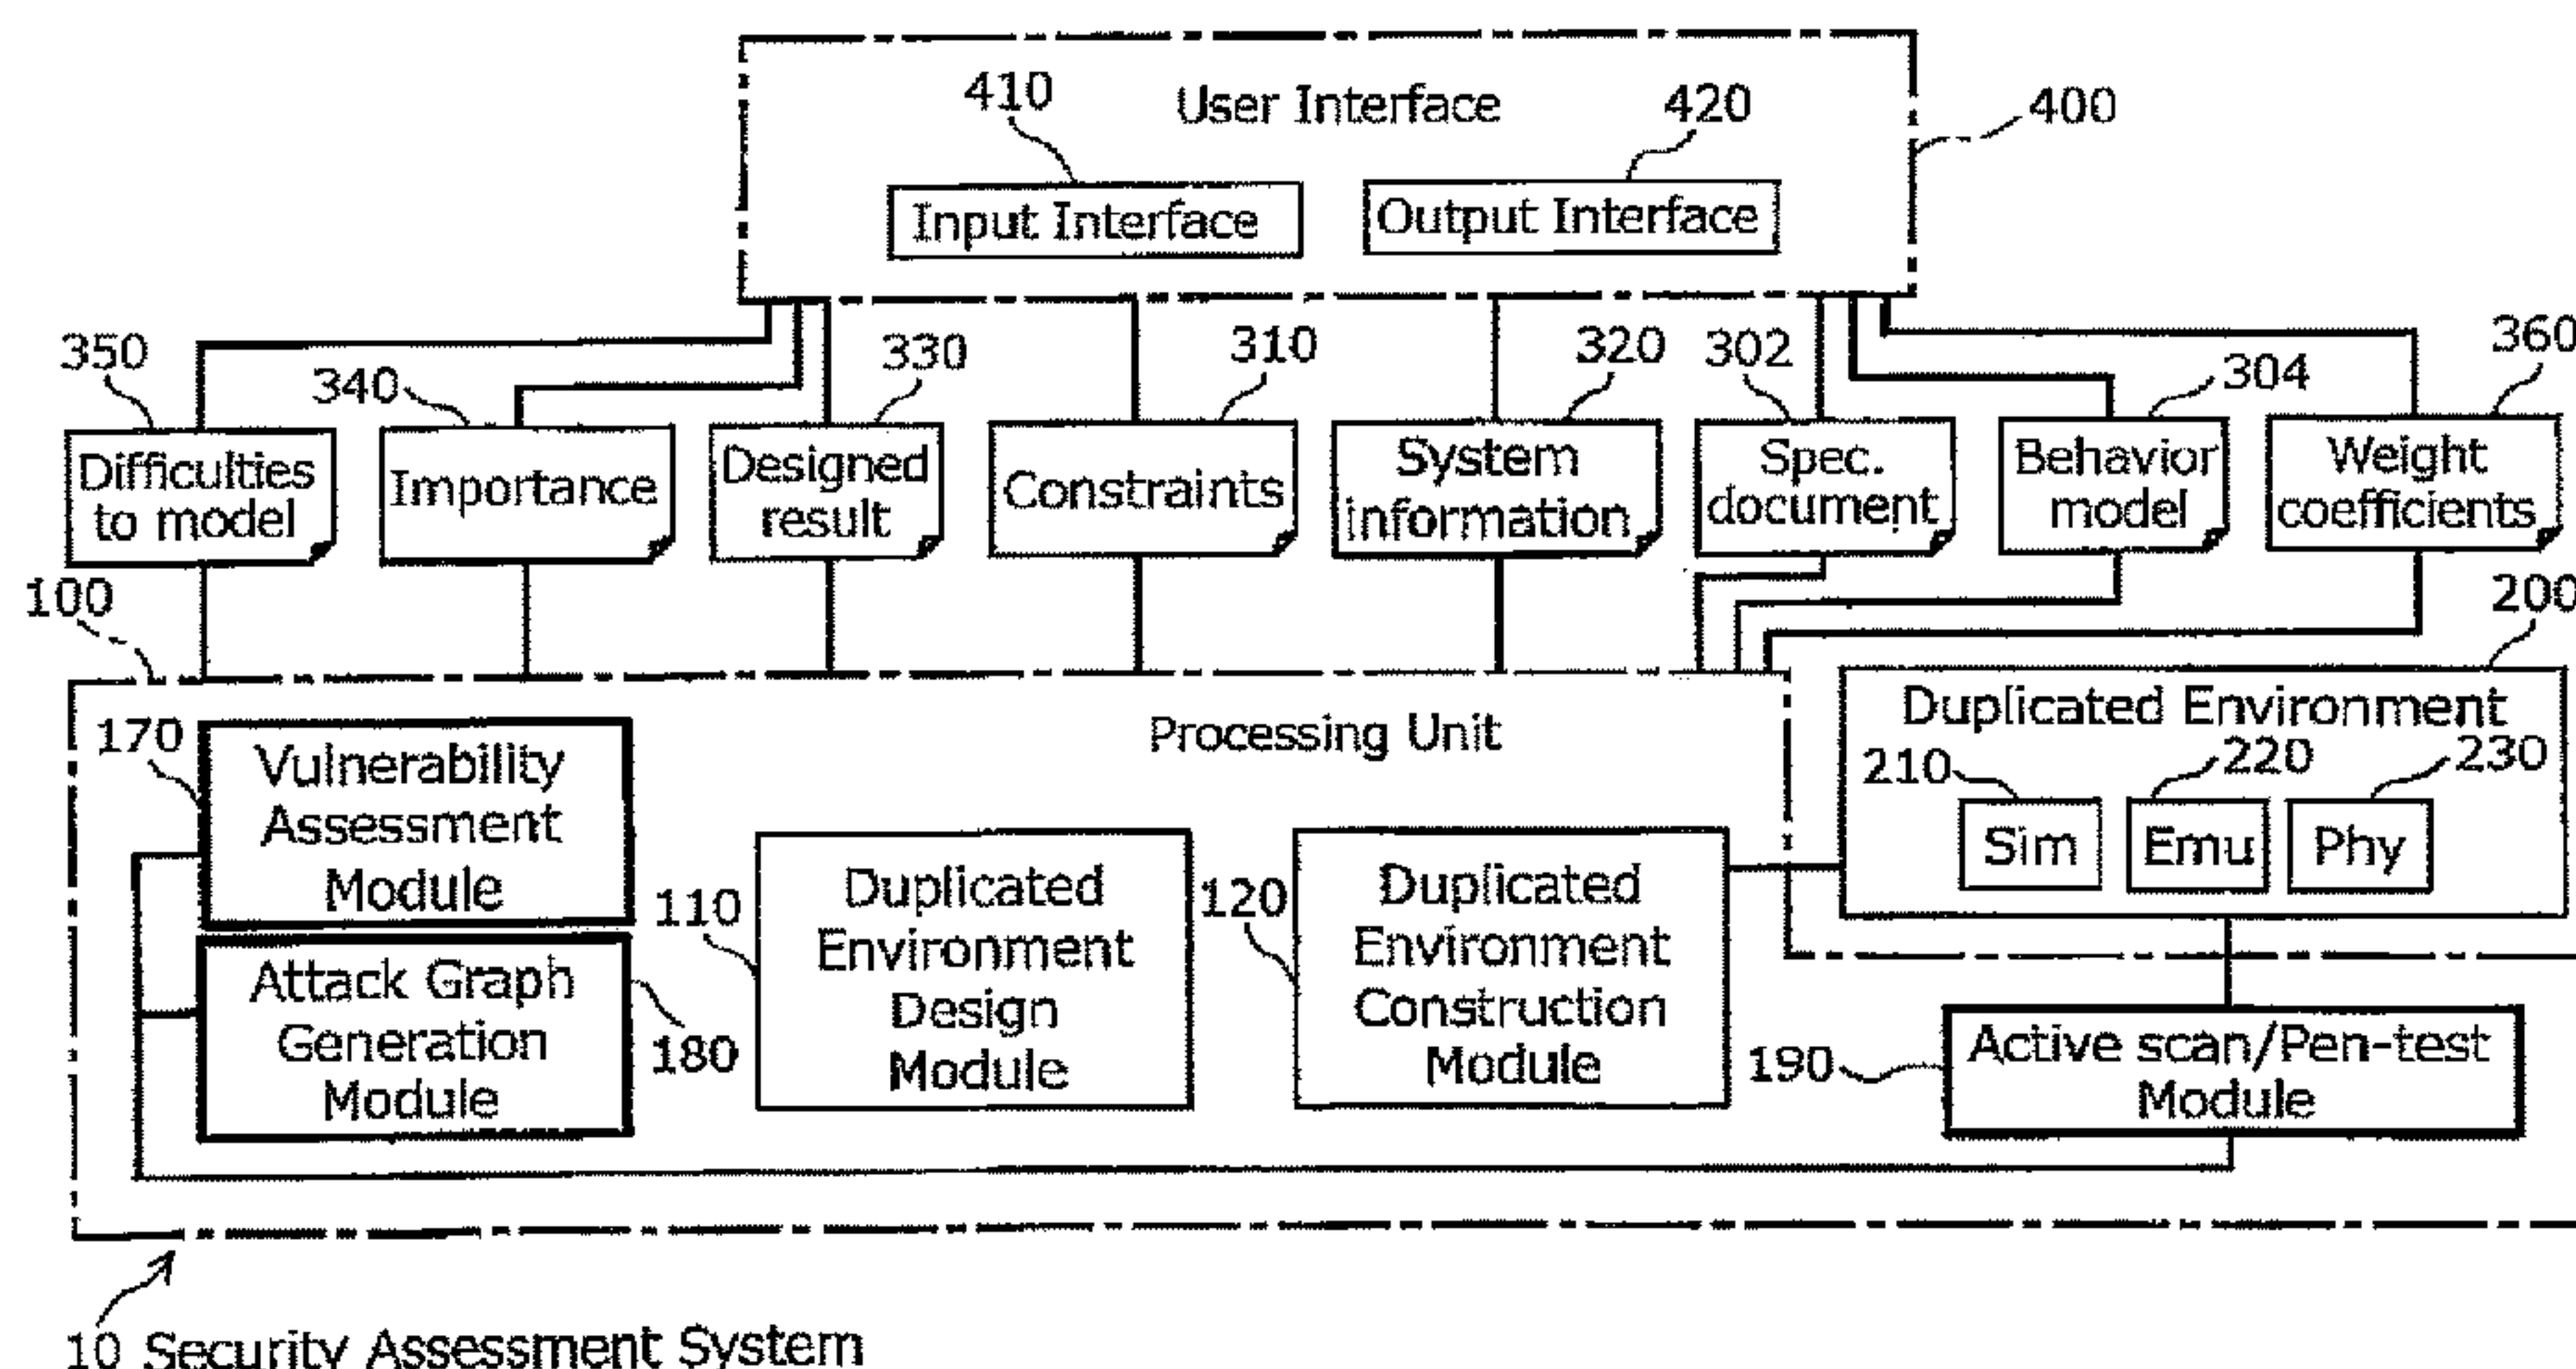 User Interface
410
420
400
Input Interface
Output Interface
350
340
330
310
320
302
304
360
Difficulties
to model
Importance
Designed
result
Constraints
System
information
Spec.
document
Behavior
model
Weight
coefficients
100
200
Processing Unit
170
Vulnerability
Assessment
Module
Attack Graph
Generation
Module
180
110
Duplicated
Environment
Design
Module
120
Duplicated
Environment
Construction
Module
Duplicated Environment
210
220
230
Sim
Emu
Phy
190
Active scan/Pen-test
Module
10 Security Assessment System